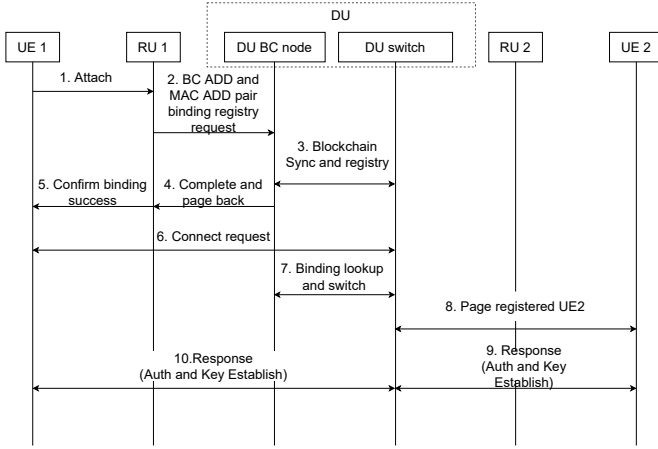 DU
UE 1
RU 1
DU BC node
DU switch
RU 2
UE 2
1. Attach
2. BC ADD and
MAC ADD pair
binding registry
request
3. Blockchain
Sync and registry
5. Confirm binding
success
4. Complete and
page back
6. Connect request
7. Binding lookup
and switch
8. Page registered UE2
10.Response
(Auth and Key Establish)
9. Response
(Auth and Key
Establish)